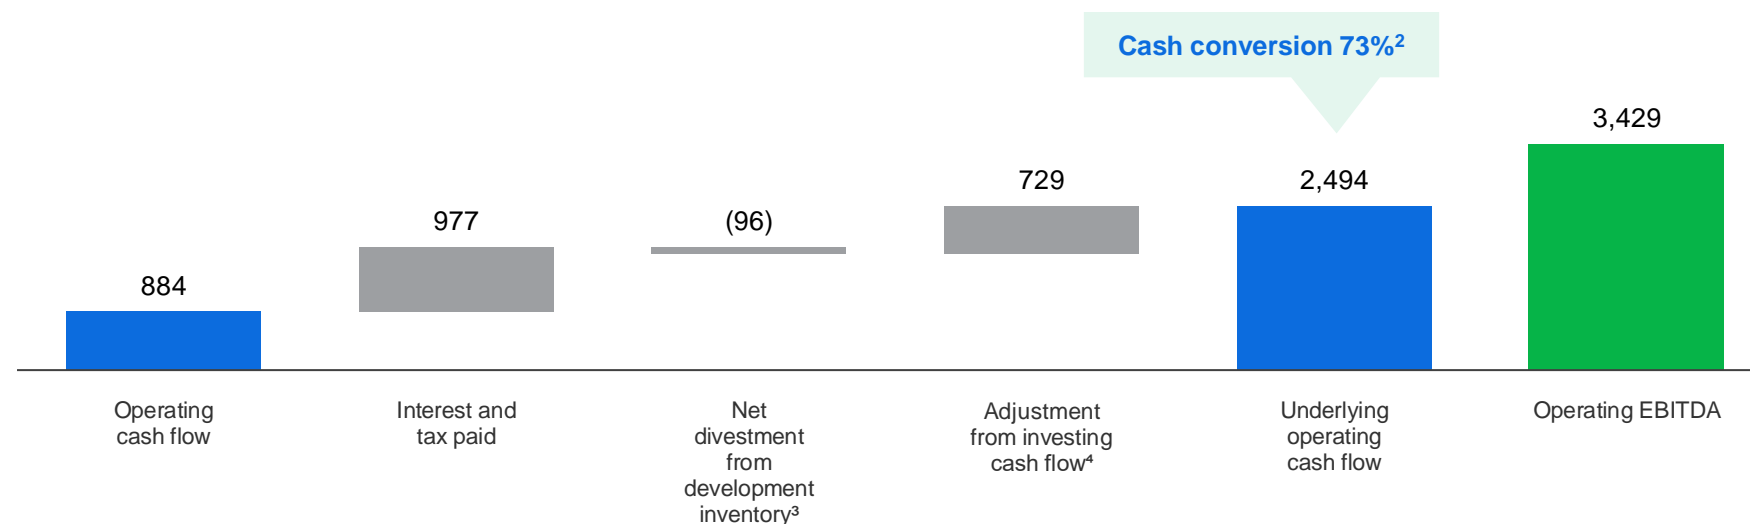 Cash conversion 73%²
3,429
729
2,494
977
(96)
884
Operating
cash flow
Interest and
tax paid
Net
divestment
from
development
inventory³
Adjustment
from investing
cash flow⁴
Underlying
operating
cash flow
Operating EBITDA